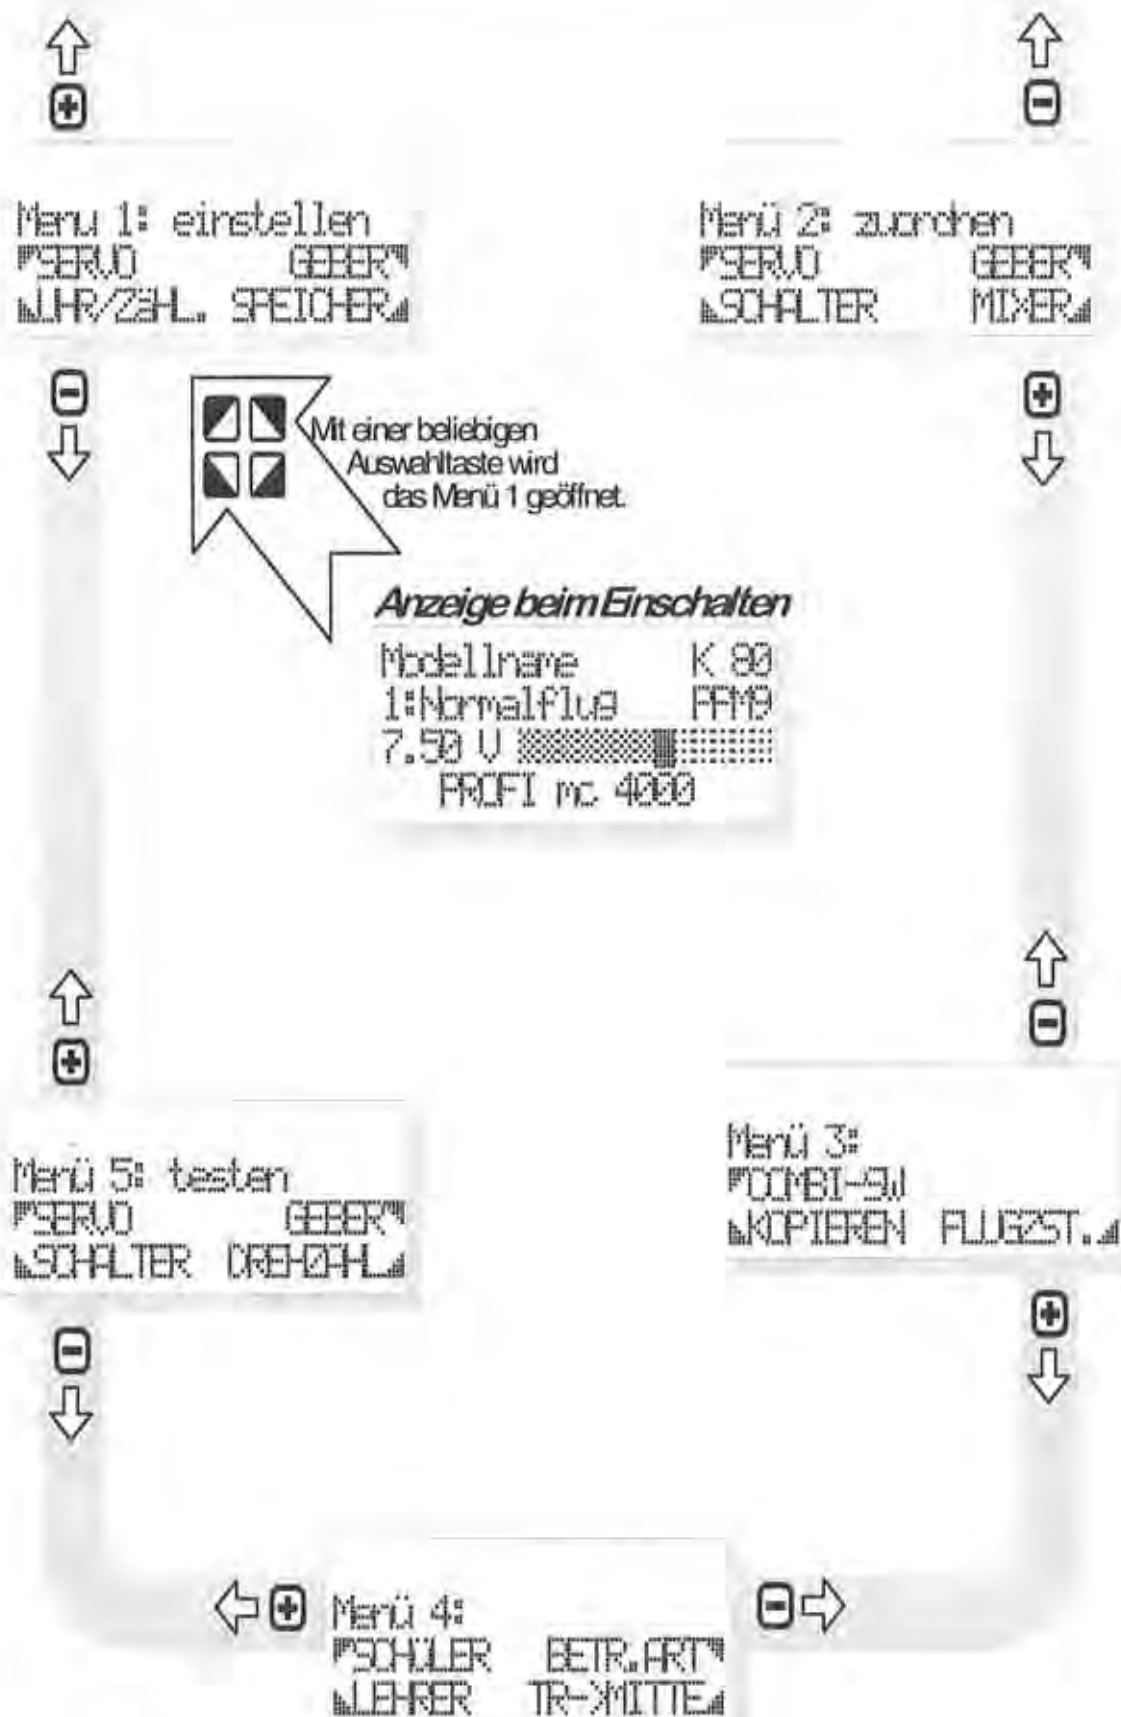 Menu 1: einstellen
SERVO GEBER
UHR/ZäHL. SPEICHER
Menü 2: zuordnen
SERVO GEBER
SCHALTER MIXER
Mit einer beliebigen
Auswahltaste wird
das Menü 1 geöffnet.
Anzeige beim Einschalten
Modellname K 80
1:Normalflug PPM9
7.50 V
PROFI mc 4000
Menü 5: testen
SERVO GEBER
SCHALTER DREHZAHL
Menü 3:
COMBI-SW
KOPIEREN FLUGZST.
Menü 4:
SCHÜLER BETR.ART
LEHRER TR->MITTE